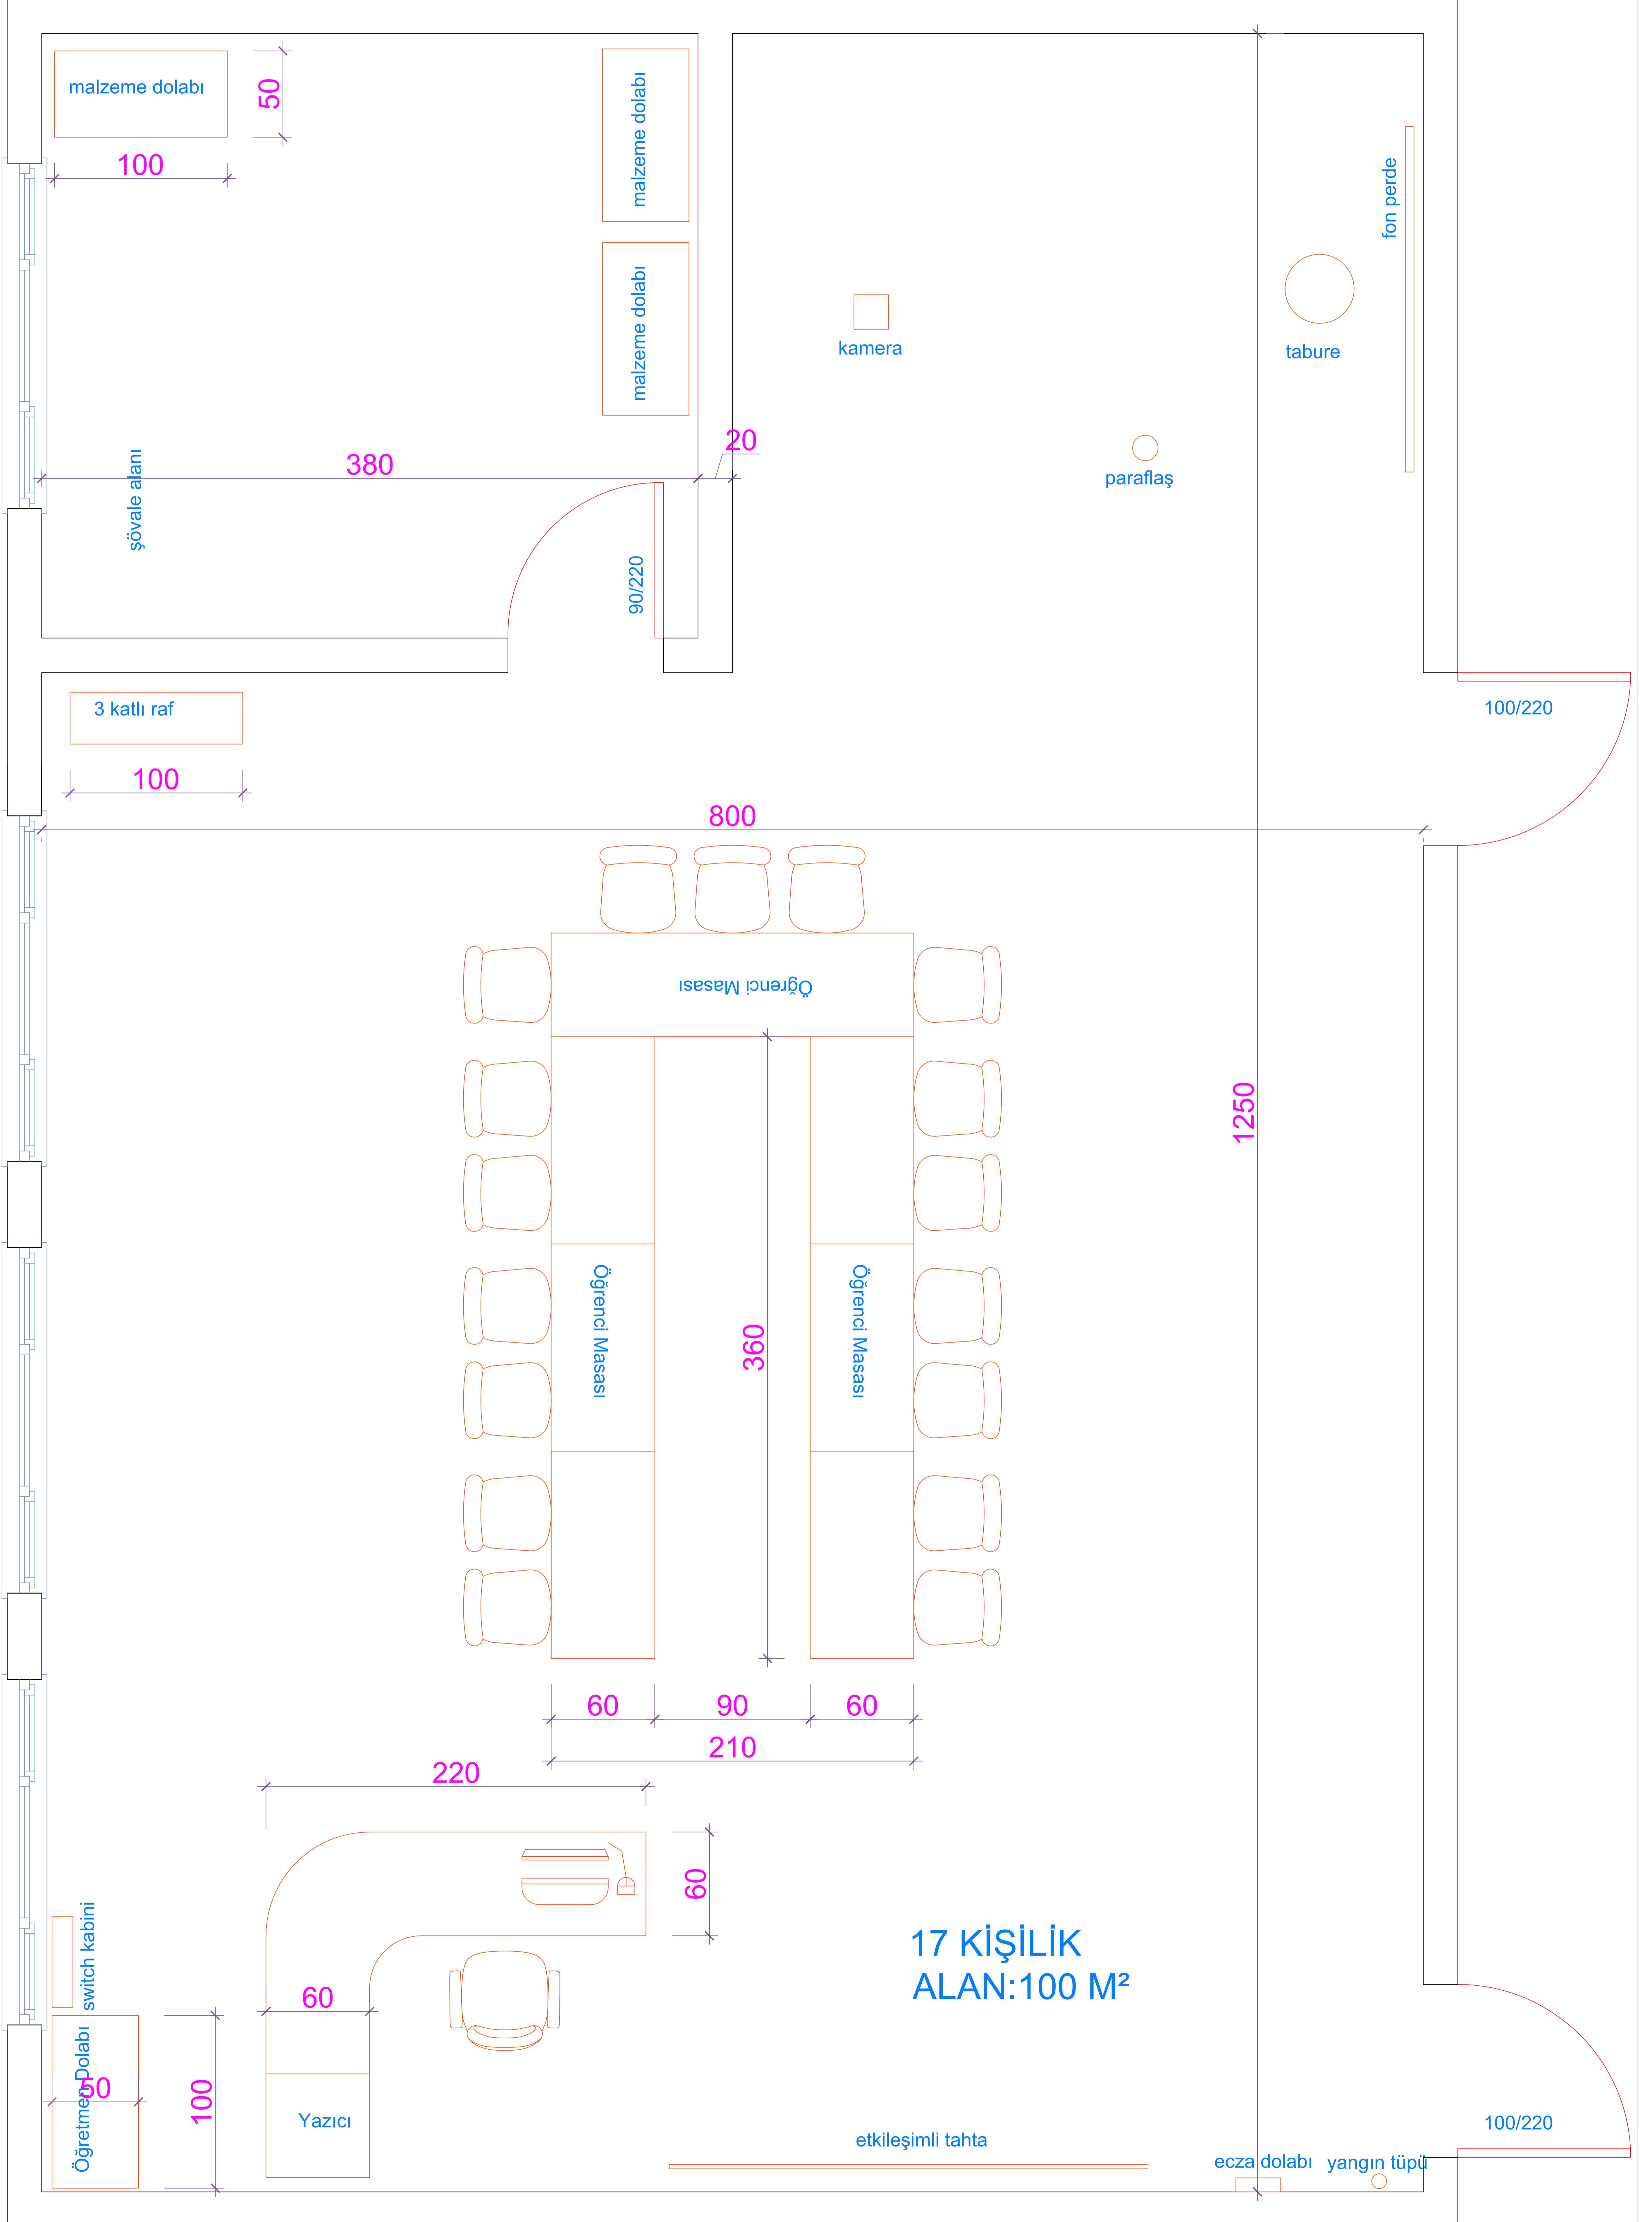 malzeme dolabı
50
100
malzeme dolabı
malzeme dolabı
fon perde
kamera
tabure
20
380
şövale alanı
paraflaş
90/220
3 katlı raf
100
100/220
800
Öğrenci Masası
1250
Öğrenci Masası
Öğrenci Masası
360
60
90
60
210
220
60
switch kabini
17 KİŞİLİK
ALAN:100 M²
60
Öğretmen Dolabı
50
100
Yazıcı
etkileşimli tahta
100/220
ecza dolabı
yangın tüpü